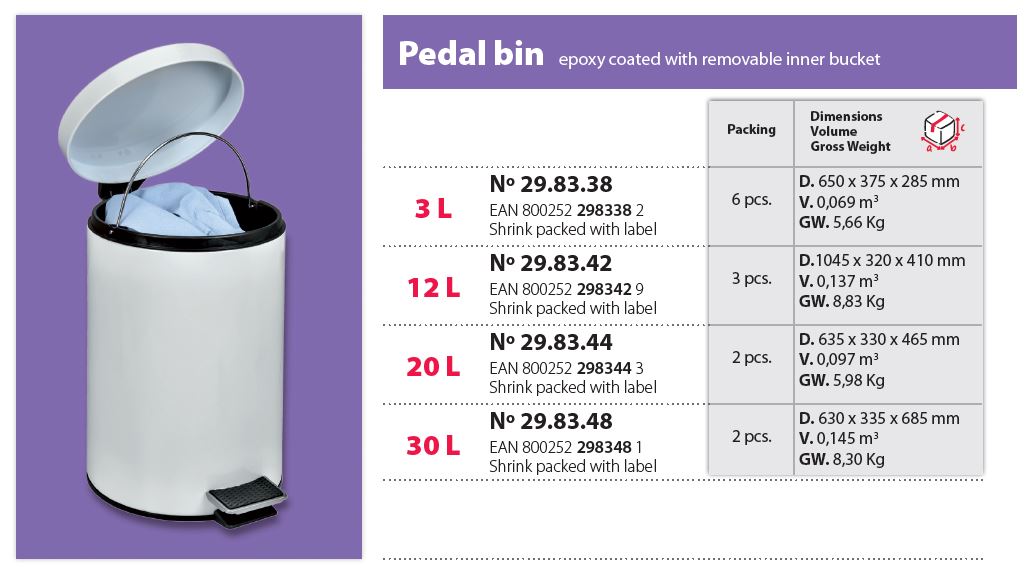 Pedal bin epoxy coated with removable inner bucket
Packing
Dimensions
Volume
Gross Weight
a b c
3 L
Nº 29.83.38
EAN 800252 298338 2
Shrink packed with label
6 pcs.
D. 650 x 375 x 285 mm
V. 0,069 m³
GW. 5,66 Kg
12 L
Nº 29.83.42
EAN 800252 298342 9
Shrink packed with label
3 pcs.
D.1045 x 320 x 410 mm
V. 0,137 m³
GW. 8,83 Kg
20 L
Nº 29.83.44
EAN 800252 298344 3
Shrink packed with label
2 pcs.
D. 635 x 330 x 465 mm
V. 0,097 m³
GW. 5,98 Kg
30 L
Nº 29.83.48
EAN 800252 298348 1
Shrink packed with label
2 pcs.
D. 630 x 335 x 685 mm
V. 0,145 m³
GW. 8,30 Kg